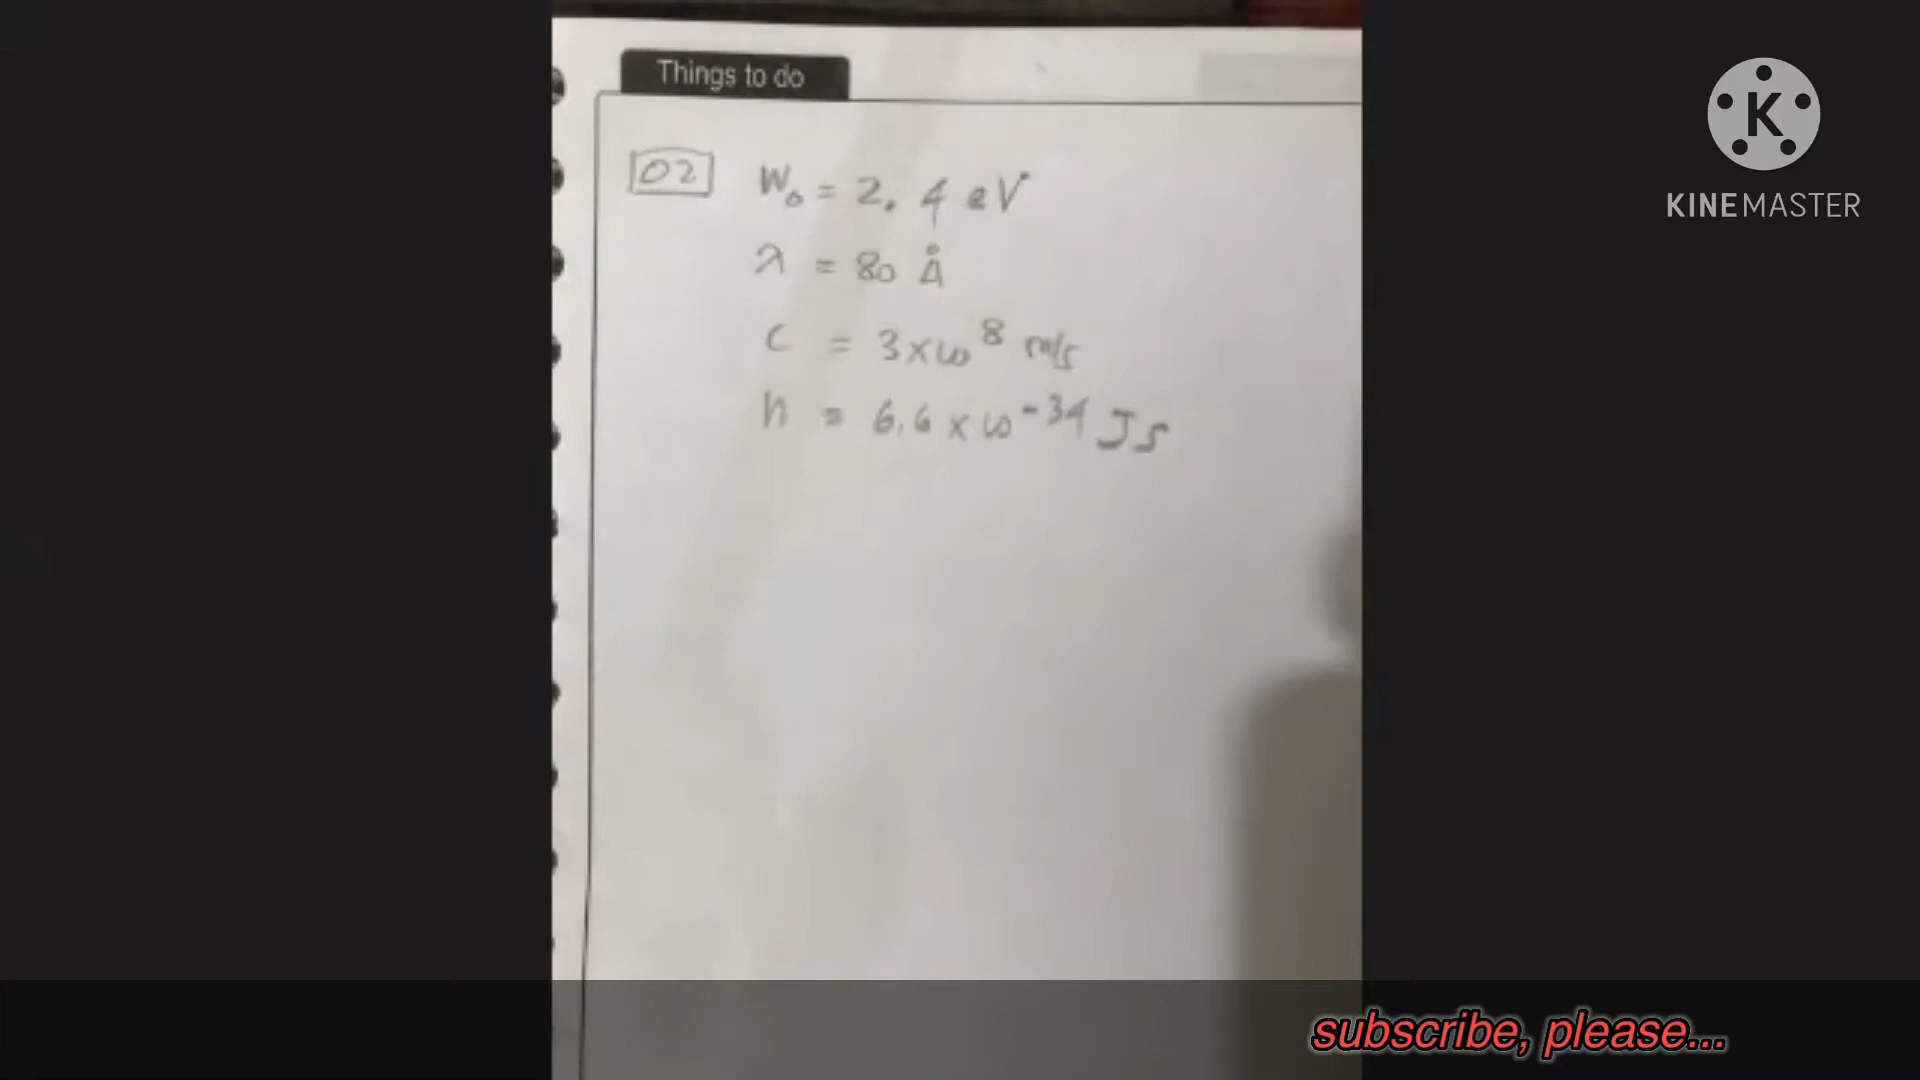 Things to do
02 W₀ = 2.4 eV
λ = 80 Å
c = 3×10⁸ m/s
h = 6.6×10⁻³⁴ Js
K
KINEMASTER
subscribe, please...